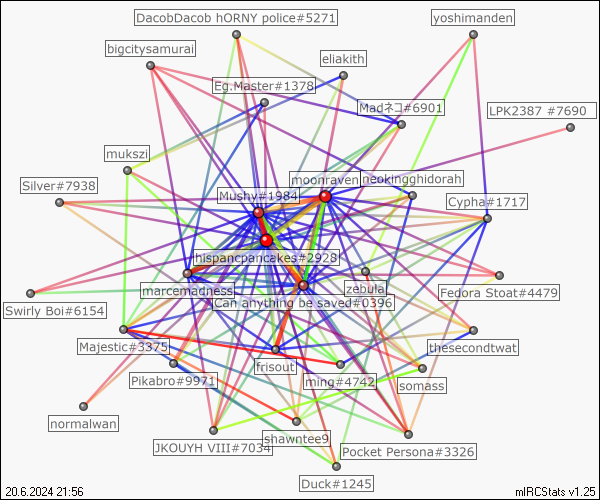 DacobDacob hORNY police#5271
yoshimanden
bigcitysamurai
eliakith
Eg.Master#1378
Madネコ#6901
LPK2387 #7690
mukszi
moonraven
neokingghidorah
Silver#7938
Mushy#1984
Cypha#1717
hispancpancakes#2928
marcemadness
zebula
Fedora Stoat#4479
Can anything be saved#0396
Swirly Boi#6154
Majestic#3375
thesecondtwat
frisout
Pikabro#9971
ming#4742
somass
normalwan
shawntee9
JKOUYH VIII#7034
Pocket Persona#3326
Duck#1245
20.6.2024 21:56
mIRCStats v1.25